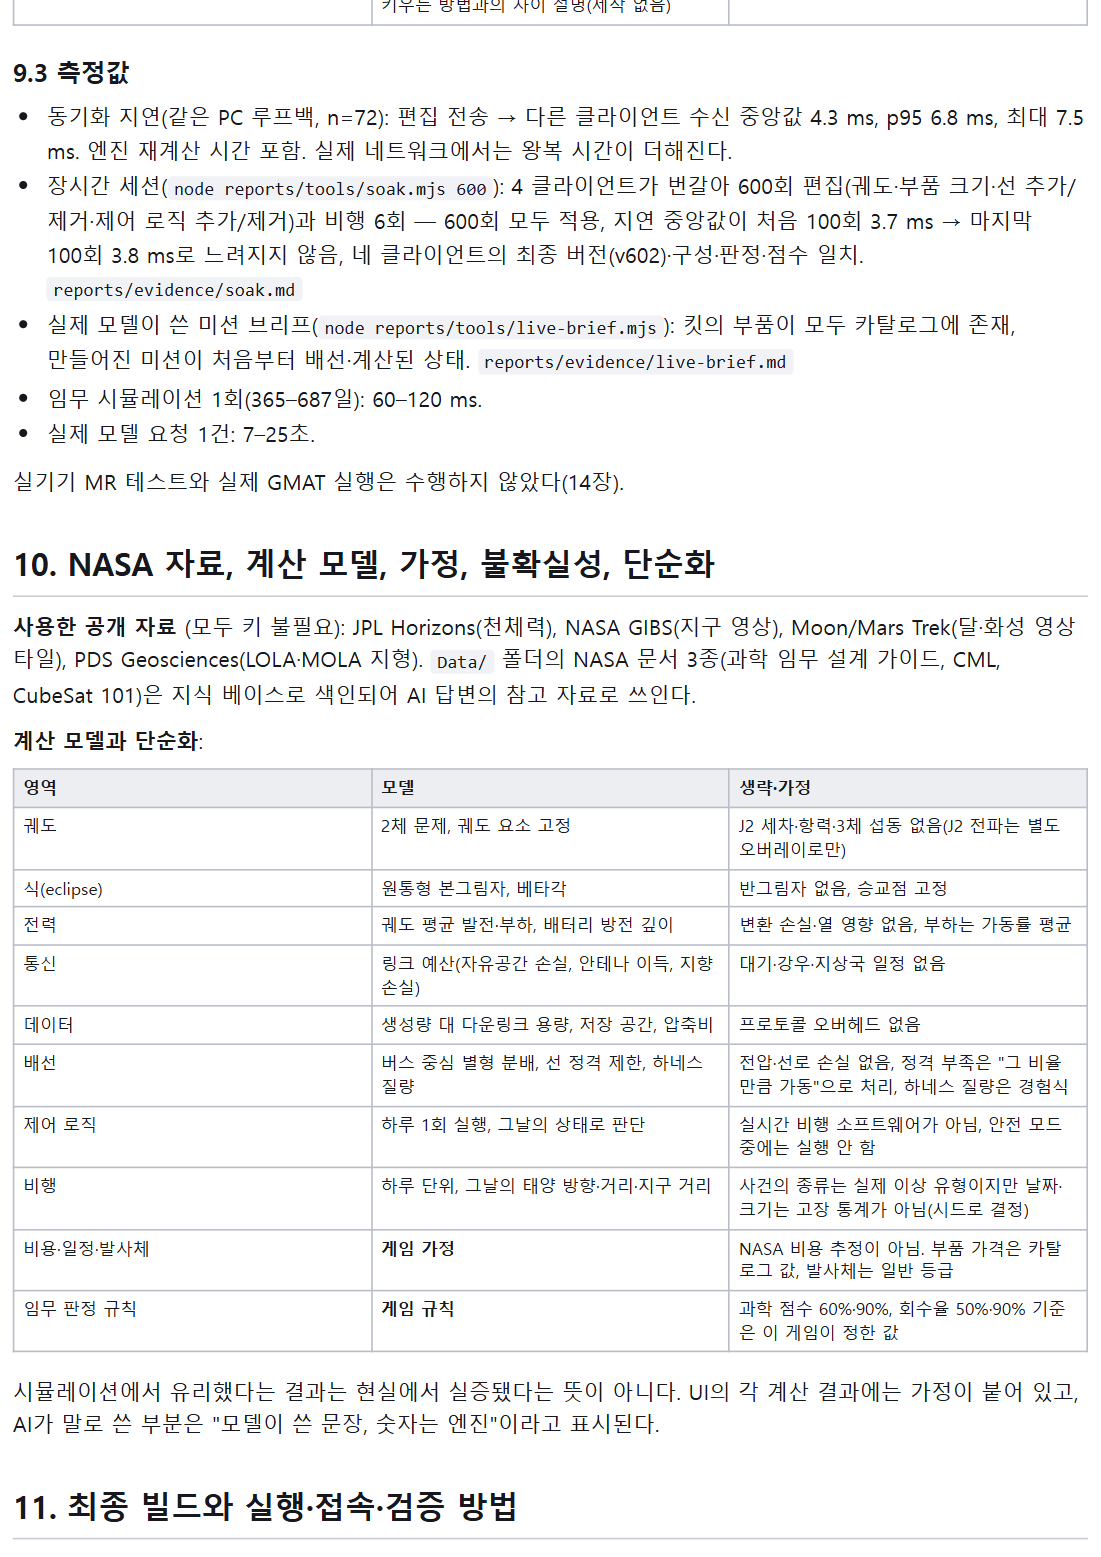 키우는 방법과의 차이 설명(제작 없음)
9.3 측정값
동기화 지연(같은 PC 루프백, n=72): 편집 전송 → 다른 클라이언트 수신 중앙값 4.3 ms, p95 6.8 ms, 최대 7.5
ms. 엔진 재계산 시간 포함. 실제 네트워크에서는 왕복 시간이 더해진다.
장시간 세션(node reports/tools/soak.mjs 600): 4 클라이언트가 번갈아 600회 편집(궤도·부품 크기·선 추가/
제거·제어 로직 추가/제거)과 비행 6회 — 600회 모두 적용, 지연 중앙값이 처음 100회 3.7 ms → 마지막
100회 3.8 ms로 느려지지 않음, 네 클라이언트의 최종 버전(v602)·구성·판정·점수 일치.
reports/evidence/soak.md
실제 모델이 쓴 미션 브리프(node reports/tools/live-brief.mjs): 킷의 부품이 모두 카탈로그에 존재,
만들어진 미션이 처음부터 배선·계산된 상태. reports/evidence/live-brief.md
임무 시뮬레이션 1회(365–687일): 60–120 ms.
실제 모델 요청 1건: 7–25초.
실기기 MR 테스트와 실제 GMAT 실행은 수행하지 않았다(14장).
10. NASA 자료, 계산 모델, 가정, 불확실성, 단순화
사용한 공개 자료 (모두 키 불필요): JPL Horizons(천체력), NASA GIBS(지구 영상), Moon/Mars Trek(달·화성 영상
타일), PDS Geosciences(LOLA·MOLA 지형). Data/ 폴더의 NASA 문서 3종(과학 임무 설계 가이드, CML,
CubeSat 101)은 지식 베이스로 색인되어 AI 답변의 참고 자료로 쓰인다.
계산 모델과 단순화:
영역 모델 생략·가정
궤도 2체 문제, 궤도 요소 고정 J2 세차·항력·3체 섭동 없음(J2 전파는 별도
오버레이로만)
식(eclipse) 원통형 본그림자, 베타각 반그림자 없음, 승교점 고정
전력 궤도 평균 발전·부하, 배터리 방전 깊이 변환 손실·열 영향 없음, 부하는 가동률 평균
통신 링크 예산(자유공간 손실, 안테나 이득, 지향 대기·강우·지상국 일정 없음
손실)
데이터 생성량 대 다운링크 용량, 저장 공간, 압축비 프로토콜 오버헤드 없음
배선 버스 중심 별형 분배, 선 정격 제한, 하네스 전압·선로 손실 없음, 정격 부족은 "그 비율
질량 만큼 가동"으로 처리, 하네스 질량은 경험식
제어 로직 하루 1회 실행, 그날의 상태로 판단 실시간 비행 소프트웨어가 아님, 안전 모드
중에는 실행 안 함
비행 하루 단위, 그날의 태양 방향·거리·지구 거리 사건의 종류는 실제 이상 유형이지만 날짜·
크기는 고장 통계가 아님(시드로 결정)
비용·일정·발사체 게임 가정 NASA 비용 추정이 아님. 부품 가격은 카탈
로그 값, 발사체는 일반 등급
임무 판정 규칙 게임 규칙 과학 점수 60%·90%, 회수율 50%·90% 기준
은 이 게임이 정한 값
시뮬레이션에서 유리했다는 결과는 현실에서 실증됐다는 뜻이 아니다. UI의 각 계산 결과에는 가정이 붙어 있고,
AI가 말로 쓴 부분은 "모델이 쓴 문장, 숫자는 엔진"이라고 표시된다.
11. 최종 빌드와 실행·접속·검증 방법